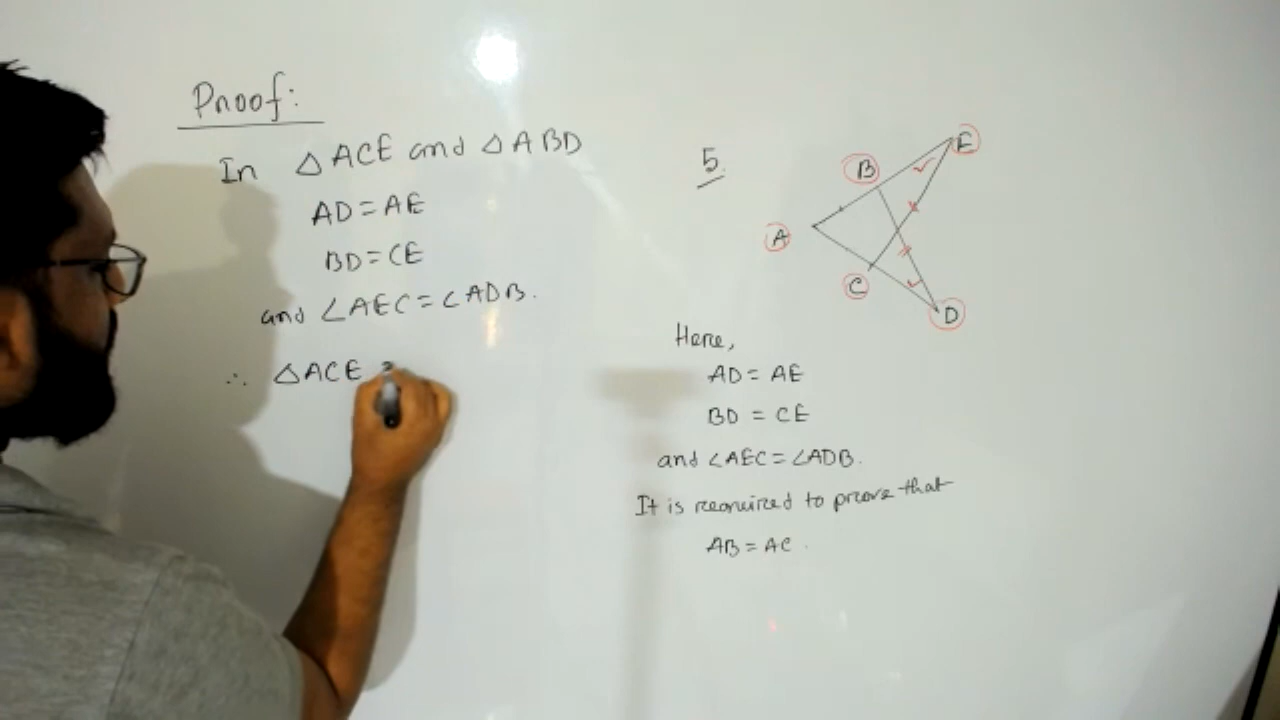 Proof:
In △ACE and △ABD
AD = AE
BD = CE
and ∠AEC = ∠ADB.
∴ △ACE
5.
E
B
A
C
D
Here,
AD = AE
BD = CE
and ∠AEC = ∠ADB.
It is required to prove that
AB = AC.